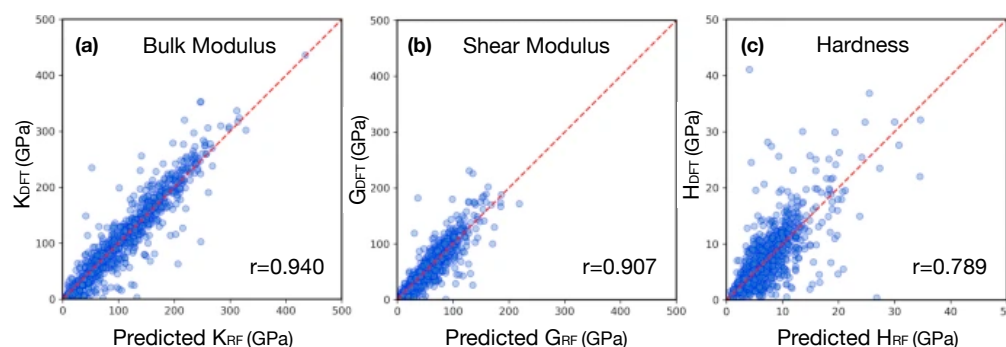 (a) Bulk Modulus
500
400
300
200
100
0
KDFT (GPa)
r=0.940
0 100 200 300 400 500
Predicted KRF (GPa)
(b) Shear Modulus
500
400
300
200
100
0
GDFT (GPa)
r=0.907
0 100 200 300 400 500
Predicted GRF (GPa)
(c) Hardness
50
40
30
20
10
0
HDFT (GPa)
r=0.789
0 10 20 30 40 50
Predicted HRF (GPa)